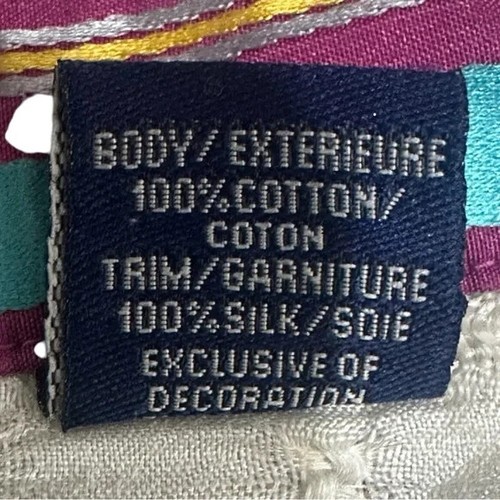 BODY/EXTERIEURE
100%COTTON/
COTON
TRIM/GARNITURE
100%SILK/SOIE
EXCLUSIVE OF
DECORATION